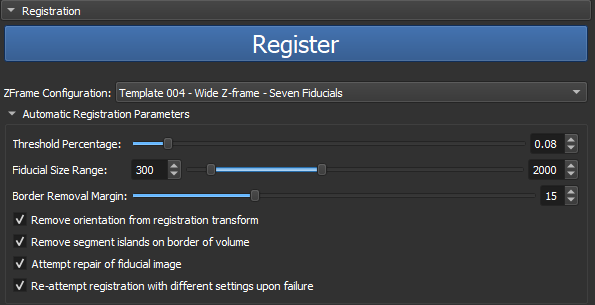 Registration
Register
ZFrame Configuration: Template 004 - Wide Z-frame - Seven Fiducials
Automatic Registration Parameters
Threshold Percentage: 0.08
Fiducial Size Range: 300 2000
Border Removal Margin: 15
Remove orientation from registration transform
Remove segment islands on border of volume
Attempt repair of fiducial image
Re-attempt registration with different settings upon failure